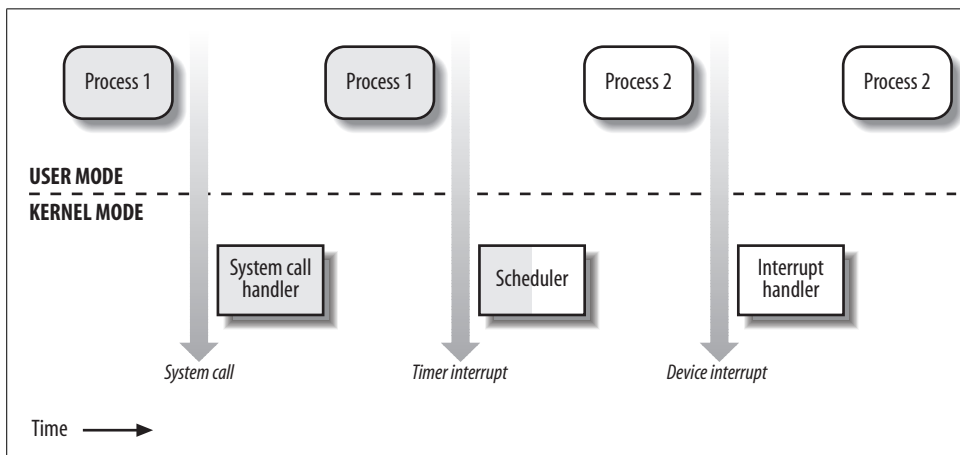 Process 1
Process 1
Process 2
Process 2
USER MODE
KERNEL MODE
System call
handler
Scheduler
Interrupt
handler
System call
Timer interrupt
Device interrupt
Time